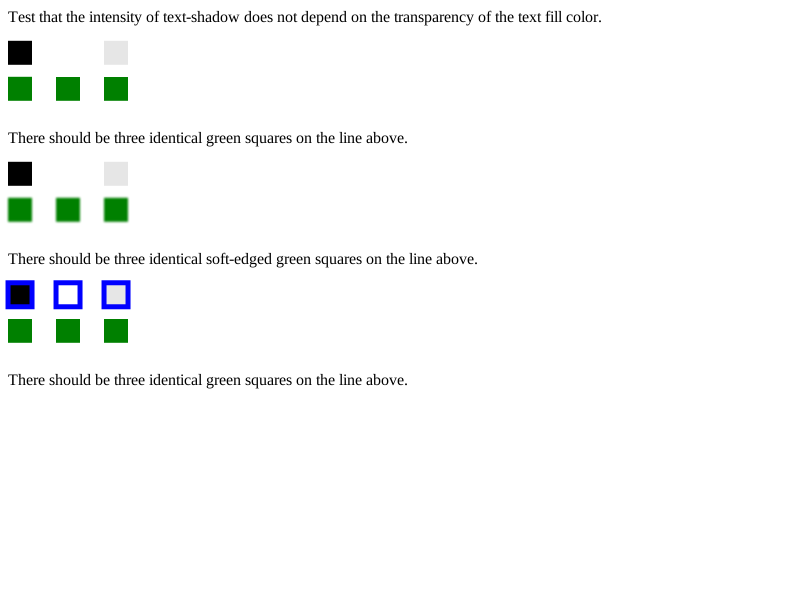 Test that the intensity of text-shadow does not depend on the transparency of the text fill color.
There should be three identical green squares on the line above.
There should be three identical soft-edged green squares on the line above.
There should be three identical green squares on the line above.